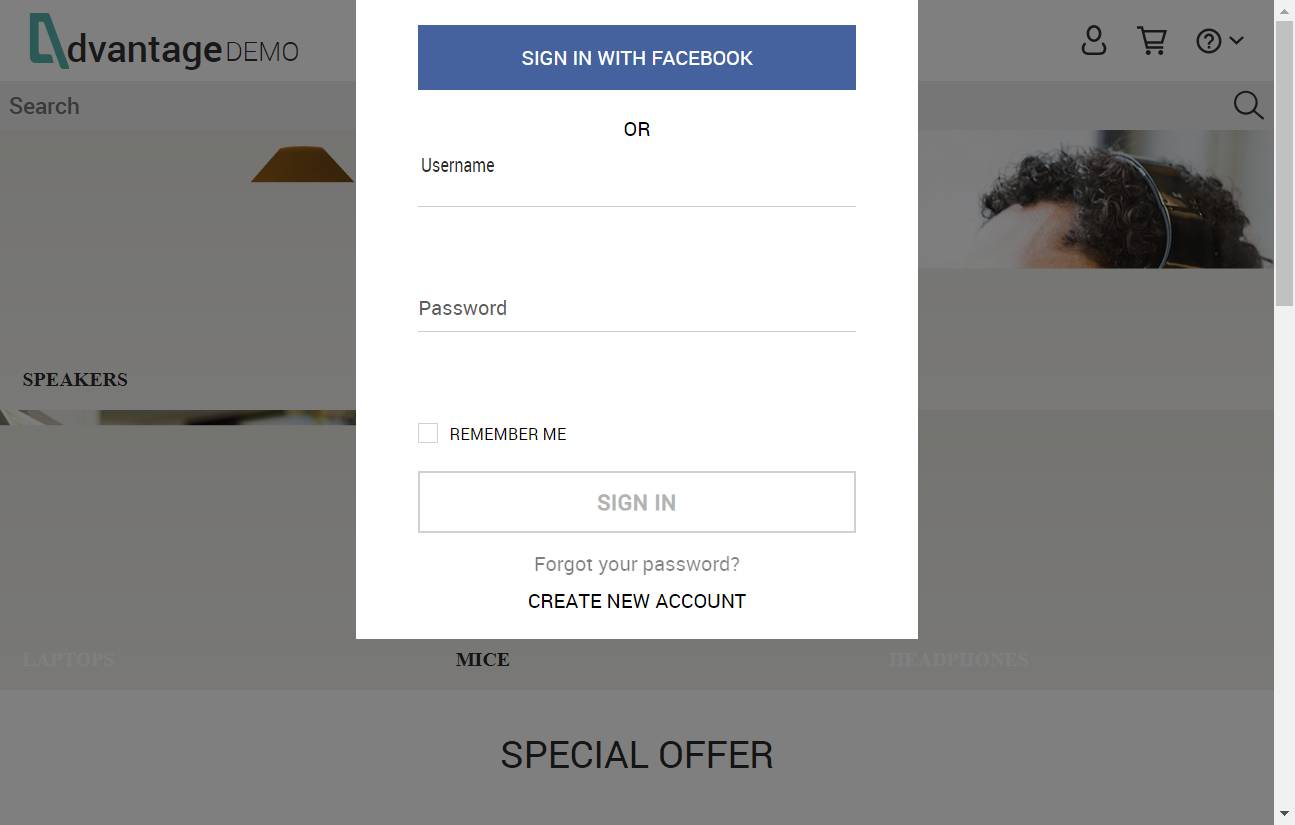 dvantage DEMO
Search
SIGN IN WITH FACEBOOK
OR
Username
Password
REMEMBER ME
SIGN IN
Forgot your password?
CREATE NEW ACCOUNT
SPEAKERS
LAPTOPS
MICE
HEADPHONES
SPECIAL OFFER